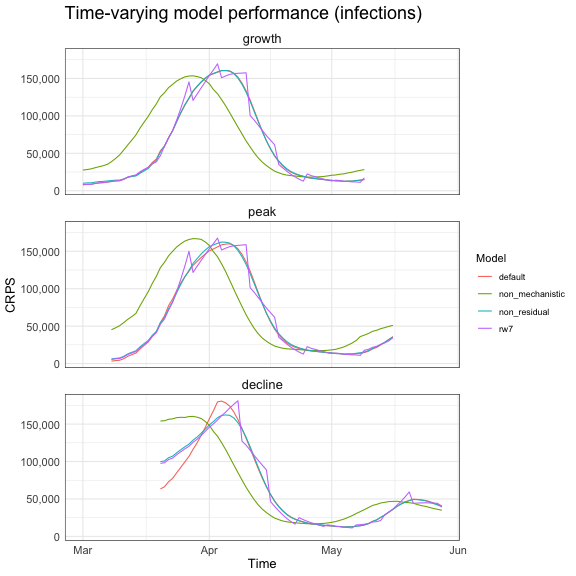 Time-varying model performance (infections)
growth
150,000
100,000
50,000
0
peak
150,000
100,000
50,000
0
decline
150,000
100,000
50,000
0
Mar
Apr
May
Jun
Time
CRPS
Model
default
non_mechanistic
non_residual
rw7